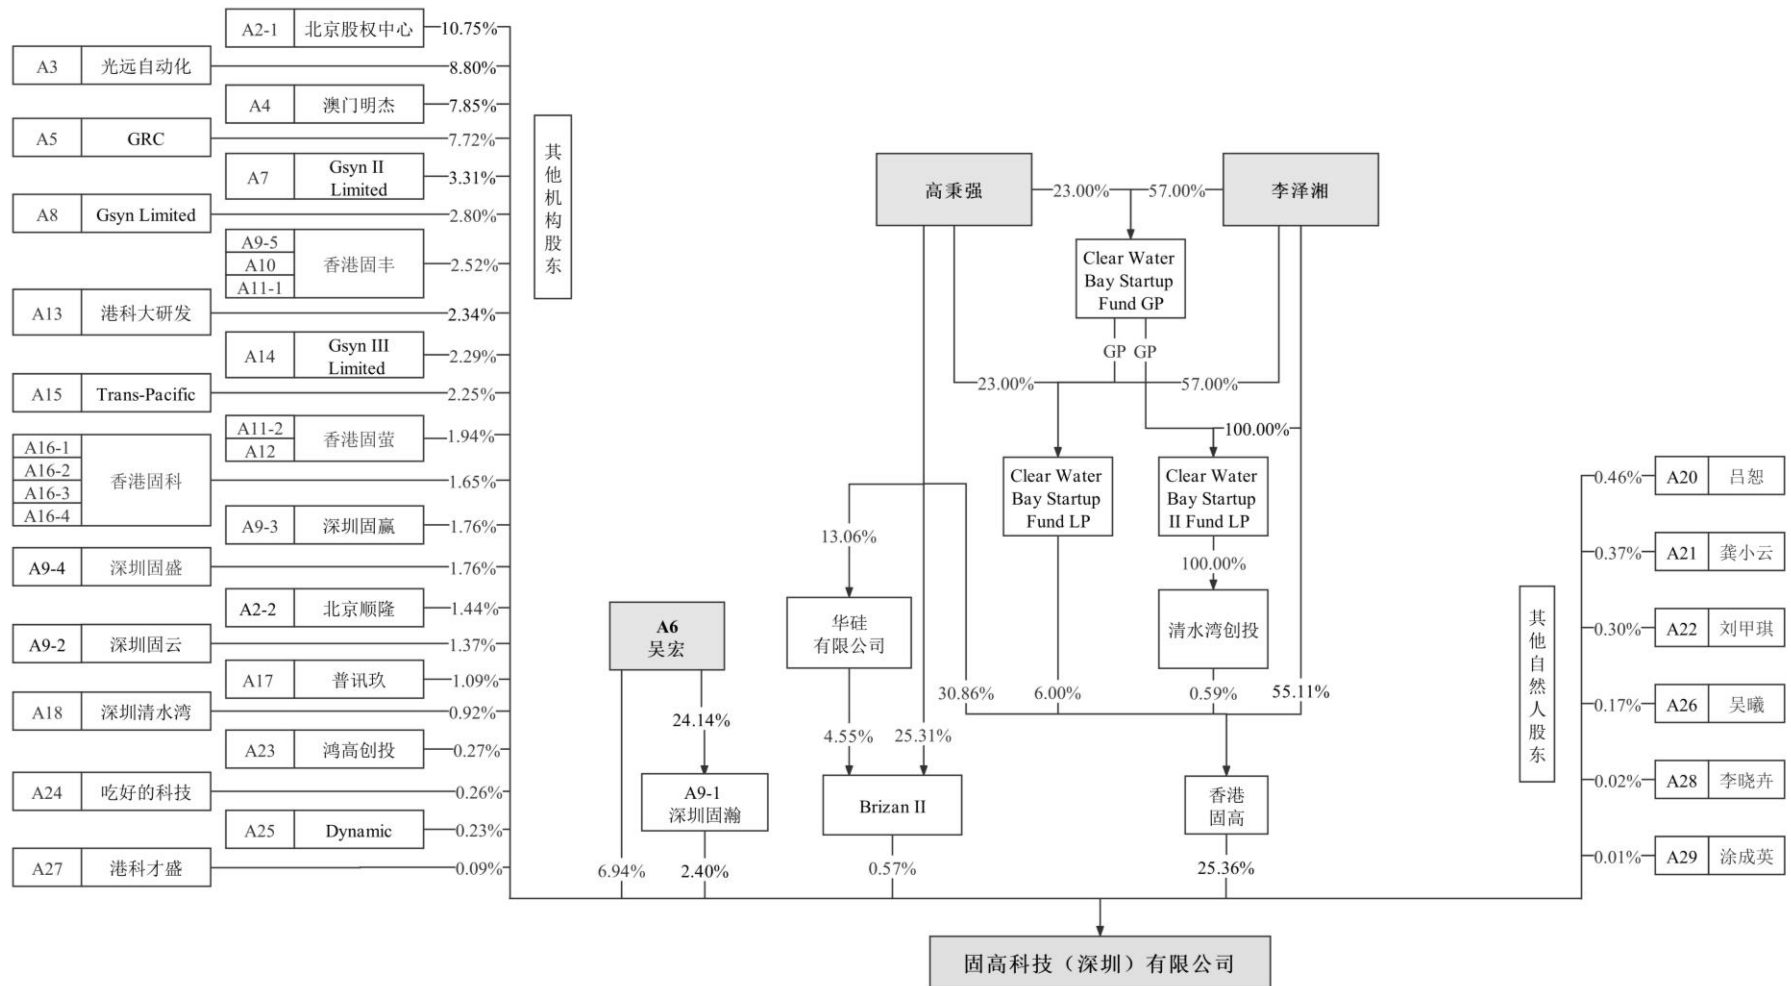 A2-1 北京股权中心 10.75%
A3 光远自动化 8.80%
A4 澳门明杰 7.85%
A5 GRC 7.72%
A7 Gsyn II
Limited 3.31%
A8 Gsyn Limited 2.80%
A9-5
A10 香港固丰 2.52%
A11-1
A13 港科大研发 2.34%
A14 Gsyn III
Limited 2.29%
A15 Trans-Pacific 2.25%
A11-2
A12 香港固萤 1.94%
A16-1
A16-2
A16-3
A16-4
香港固科 1.65%
A9-3 深圳固赢 1.76%
A9-4 深圳固盛 1.76%
A2-2 北京顺隆 1.44%
A9-2 深圳固云 1.37%
A17 普讯玖 1.09%
A18 深圳清水湾 0.92%
A23 鸿高创投 0.27%
A24 吃好的科技 0.26%
A25 Dynamic 0.23%
A27 港科才盛 0.09%
其他机构股东
A6
吴宏
24.14%
A9-1
深圳固瀚
6.94%
2.40%
高秉强
23.00%
57.00%
李泽湘
Clear Water
Bay Startup
Fund GP
GP GP
23.00%
57.00%
100.00%
Clear Water
Bay Startup
Fund LP
Clear Water
Bay Startup
II Fund LP
13.06%
100.00%
华硅
有限公司
清水湾创投
30.86%
6.00%
0.59%
55.11%
4.55%
25.31%
Brizan II
香港
固高
0.57%
25.36%
其他自然人股东
0.46% A20 吕恕
0.37% A21 龚小云
0.30% A22 刘甲琪
0.17% A26 吴曦
0.02% A28 李晓卉
0.01% A29 涂成英
固高科技（深圳）有限公司